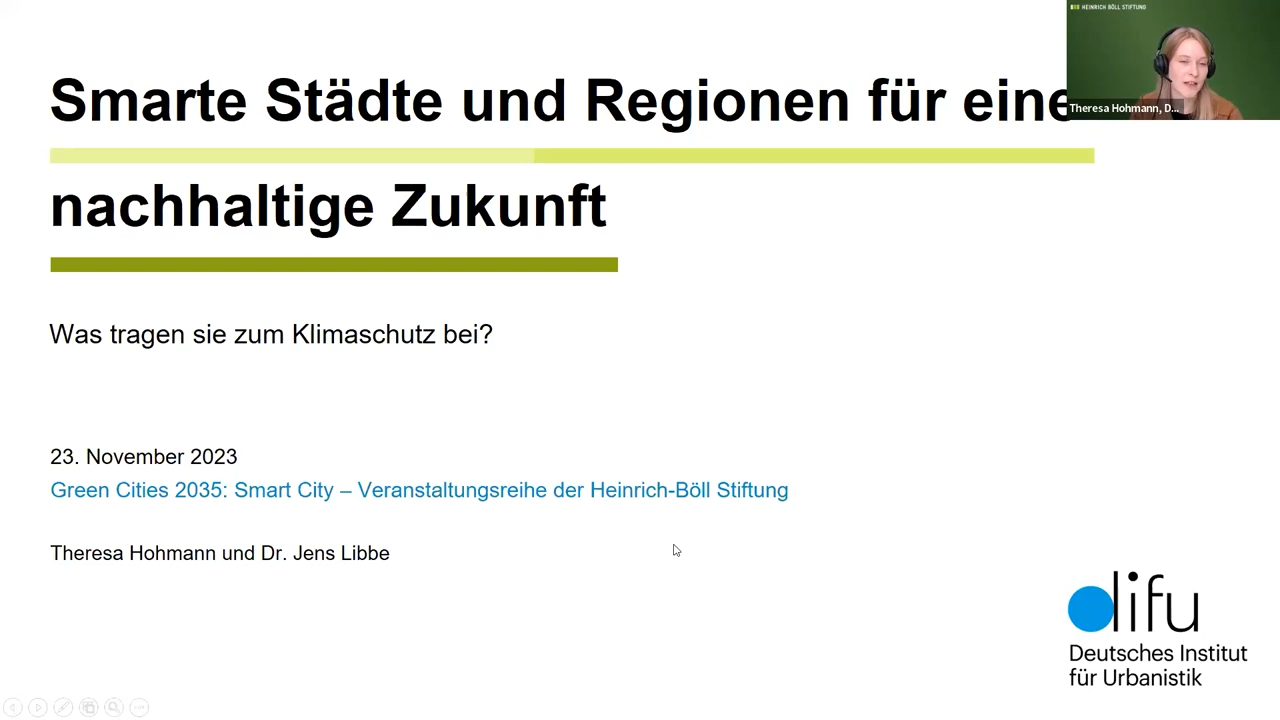 HEINRICH BÖLL STIFTUNG
Smarte Städte und Regionen für eine
Theresa Hohmann, D...
nachhaltige Zukunft
Was tragen sie zum Klimaschutz bei?
23. November 2023
Green Cities 2035: Smart City – Veranstaltungsreihe der Heinrich-Böll Stiftung
Theresa Hohmann und Dr. Jens Libbe
difu
Deutsches Institut
für Urbanistik